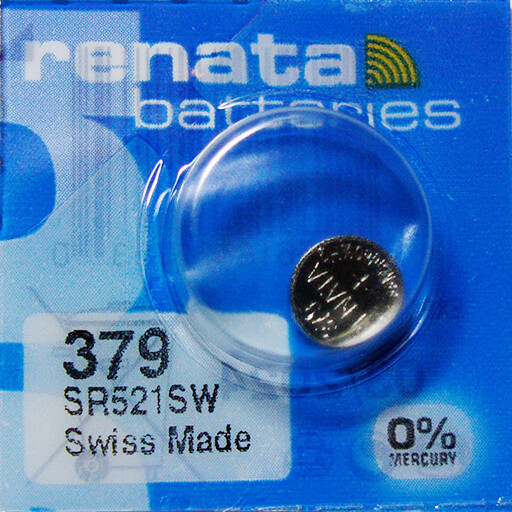 renata
batteries
379
SR521SW
Swiss Made
0%
MERCURY